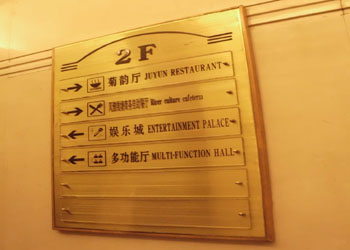 2F
菊韵厅 JUYUN RESTAURANT
River culture cafeteria
娱乐城 ENTERTAINMENT PALACE
多功能厅 MULTI-FUNCTION HALL